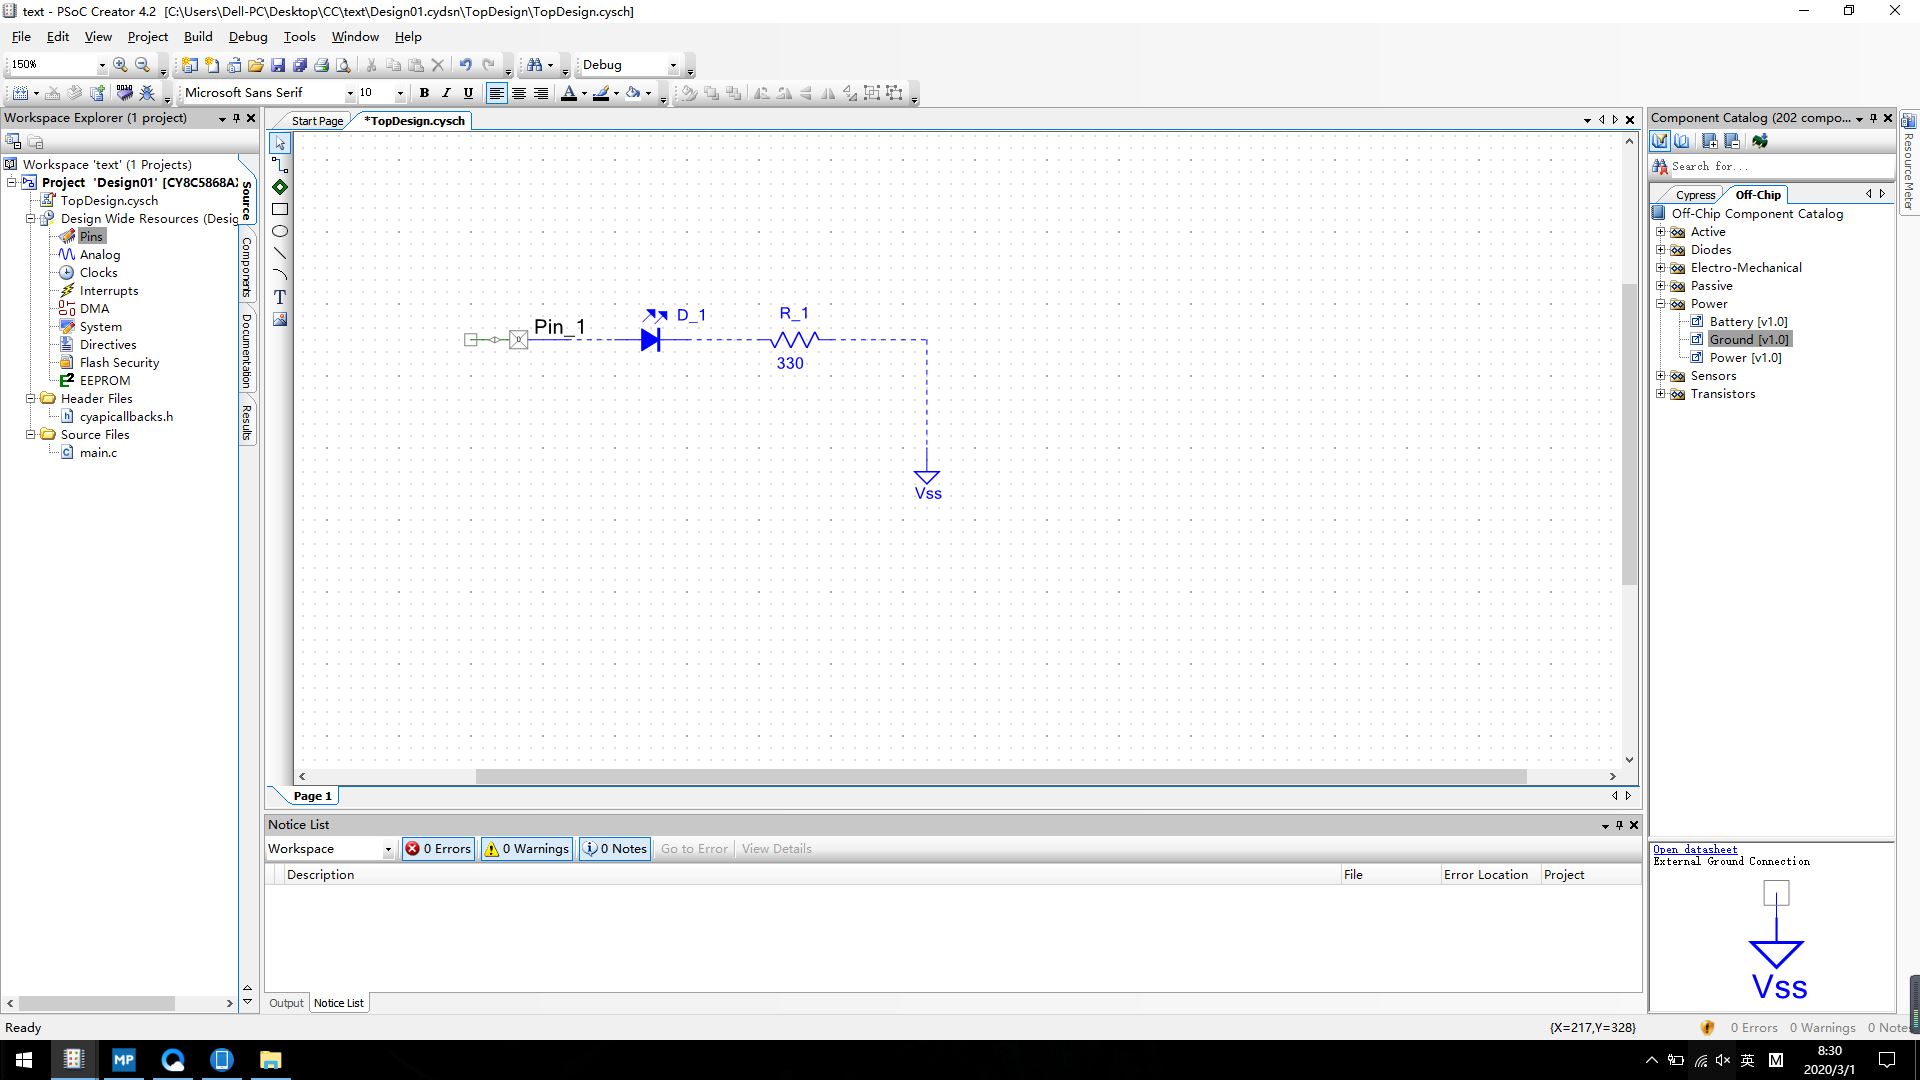 text - PSoC Creator 4.2 [C:\Users\Dell-PC\Desktop\CC\text\Design01.cydsn\TopDesign\TopDesign.cysch]
File Edit View Project Build Debug Tools Window Help
150% Debug
Microsoft Sans Serif 10 B I U A
Workspace Explorer (1 project)
Workspace 'text' (1 Projects)
Project 'Design01' [CY8C5868AX
TopDesign.cysch
Design Wide Resources (Desig
Pins
Analog
Clocks
Interrupts
DMA
System
Directives
Flash Security
EEPROM
Header Files
cyapicallbacks.h
Source Files
main.c
Source
Components
Documentation
Results
Start Page *TopDesign.cysch
T
Pin_1
D_1
R_1
330
Vss
Page 1
Notice List
Workspace 0 Errors 0 Warnings 0 Notes Go to Error View Details
Description File Error Location Project
Output Notice List
Component Catalog (202 compo...
Search for...
Cypress Off-Chip
Off-Chip Component Catalog
Active
Diodes
Electro-Mechanical
Passive
Power
Battery [v1.0]
Ground [v1.0]
Power [v1.0]
Sensors
Transistors
Open datasheet
External Ground Connection
Vss
Resource Meter
Ready {X=217,Y=328} 0 Errors 0 Warnings 0 Note
MP 英 M
8:30
2020/3/1